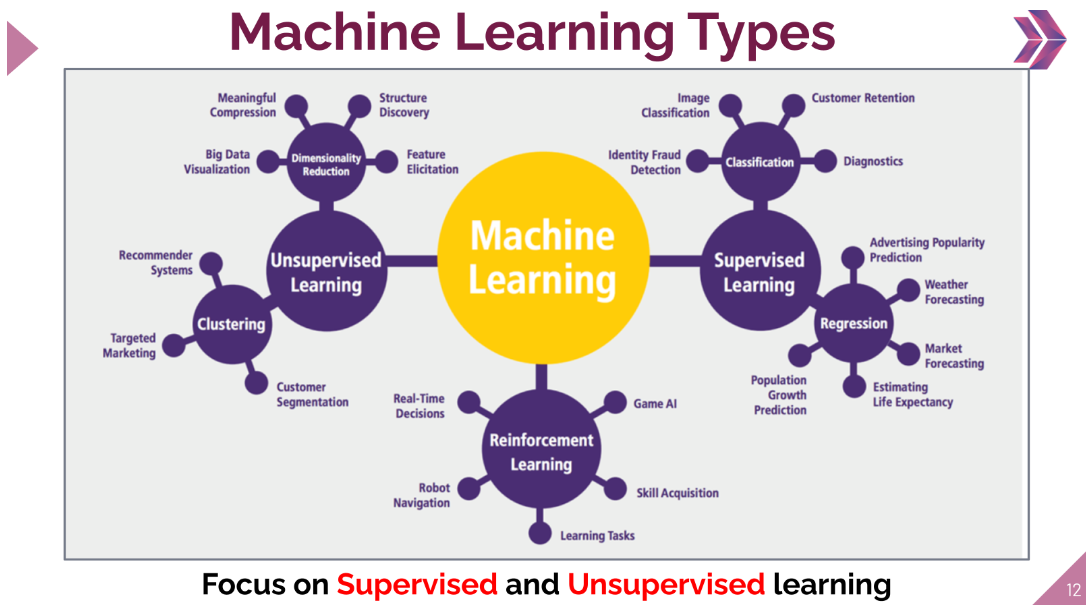 Machine Learning Types
Meaningful
Compression
Structure
Discovery
Big Data
Visualization
Dimensionality
Reduction
Feature
Elicitation
Unsupervised
Learning
Recommender
Systems
Clustering
Targeted
Marketing
Customer
Segmentation
Machine
Learning
Image
Classification
Customer Retention
Identity Fraud
Detection
Classification
Diagnostics
Supervised
Learning
Advertising Popularity
Prediction
Weather
Forecasting
Regression
Market
Forecasting
Population
Growth
Prediction
Estimating
Life Expectancy
Real-Time
Decisions
Game AI
Reinforcement
Learning
Robot
Navigation
Skill Acquisition
Learning Tasks
Focus on Supervised and Unsupervised learning
12